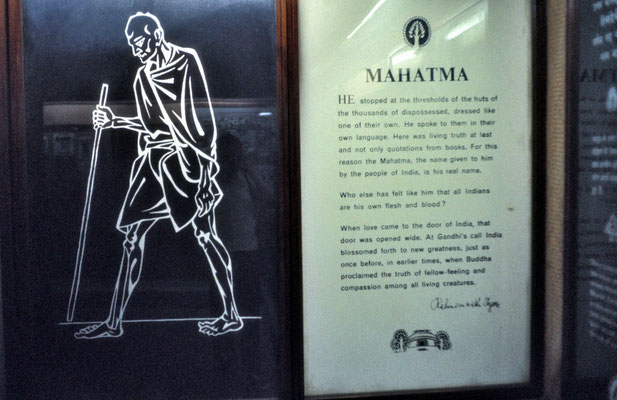 MAHATMA
HE stopped at the thresholds of the huts of
the thousands of dispossessed, dressed like
one of their own. He spoke to them in their
own language. Here was living truth at last
and not only quotations from books. For this
reason the Mahatma, the name given to him
by the people of India, is his real name.
Who else has felt like him that all Indians
are his own flesh and blood?
When love came to the door of India, that
door was opened wide. At Gandhi's call India
blossomed forth to new greatness, just as
once before, in earlier times, when Buddha
proclaimed the truth of fellow-feeling and
compassion among all living creatures.